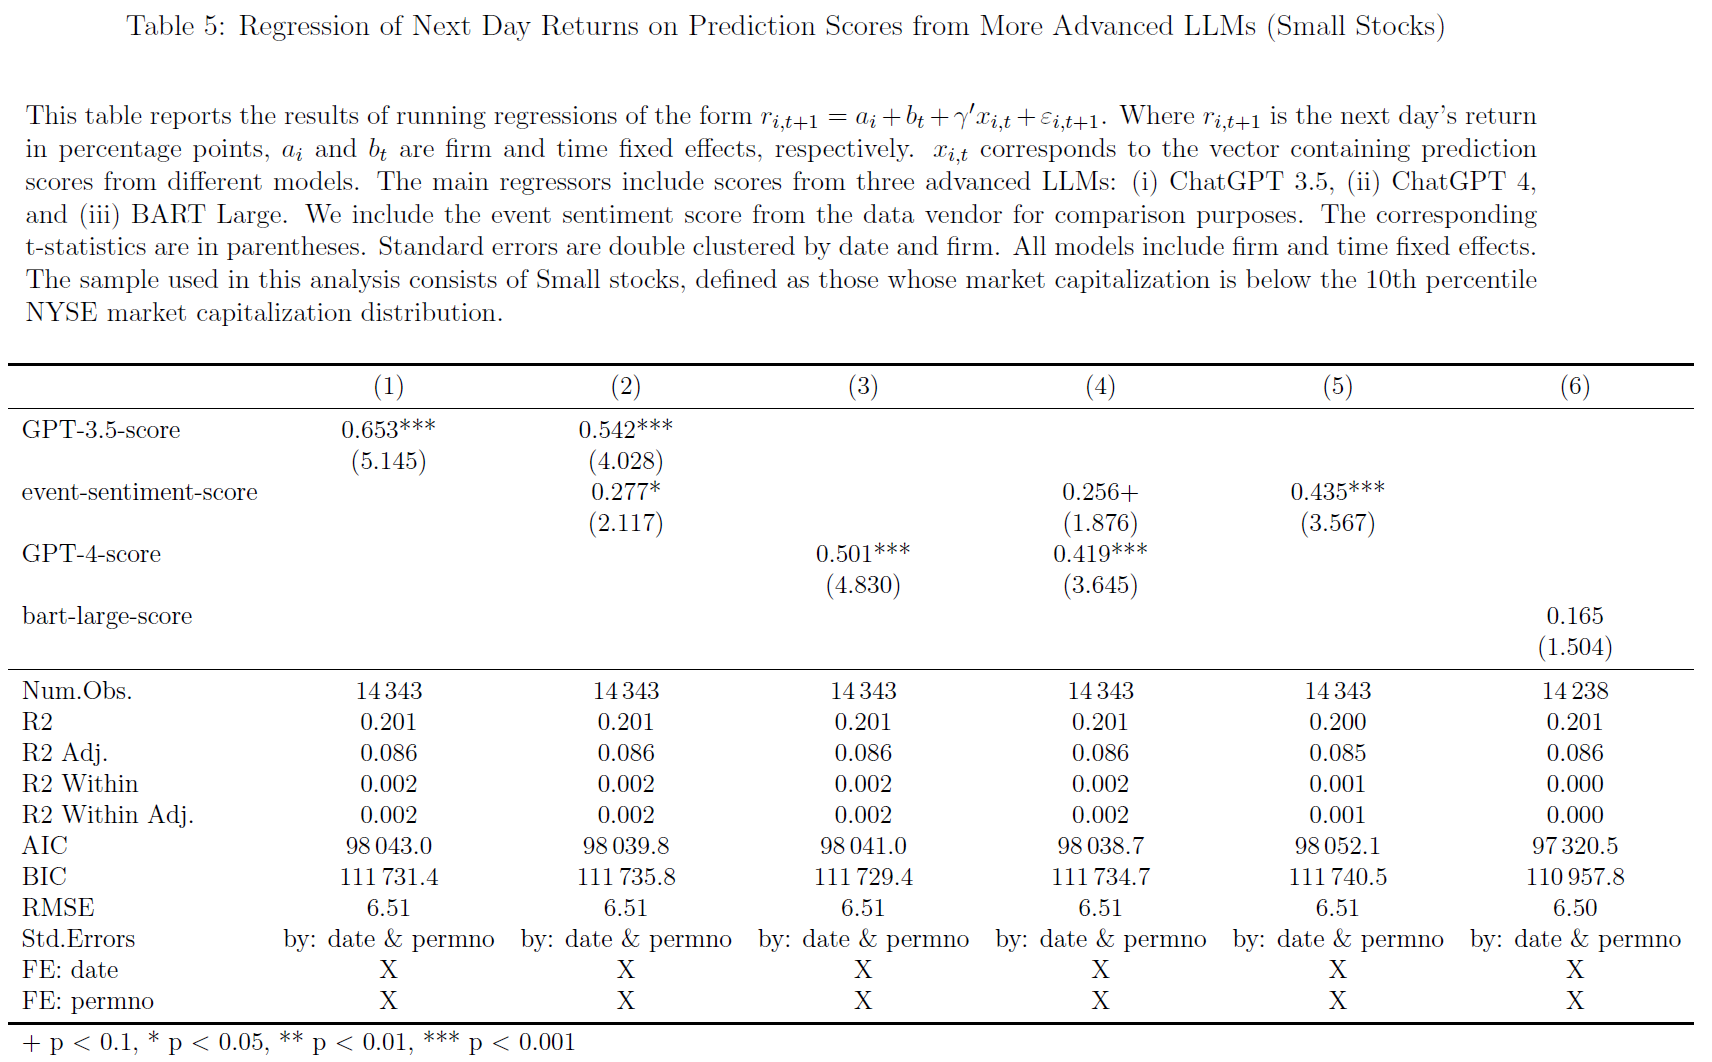 Table 5: Regression of Next Day Returns on Prediction Scores from More Advanced LLMs (Small Stocks)
This table reports the results of running regressions of the form r_{i,t+1} = a_i + b_t + γ′x_{i,t} + ε_{i,t+1}. Where r_{i,t+1} is the next day's return
in percentage points, a_i and b_t are firm and time fixed effects, respectively. x_{i,t} corresponds to the vector containing prediction
scores from different models. The main regressors include scores from three advanced LLMs: (i) ChatGPT 3.5, (ii) ChatGPT 4,
and (iii) BART Large. We include the event sentiment score from the data vendor for comparison purposes. The corresponding
t-statistics are in parentheses. Standard errors are double clustered by date and firm. All models include firm and time fixed effects.
The sample used in this analysis consists of Small stocks, defined as those whose market capitalization is below the 10th percentile
NYSE market capitalization distribution.
(1) (2) (3) (4) (5) (6)
GPT-3.5-score 0.653*** 0.542***
(5.145) (4.028)
event-sentiment-score 0.277* 0.256+ 0.435***
(2.117) (1.876) (3.567)
GPT-4-score 0.501*** 0.419***
(4.830) (3.645)
bart-large-score 0.165
(1.504)
Num.Obs. 14 343 14 343 14 343 14 343 14 343 14 238
R2 0.201 0.201 0.201 0.201 0.200 0.201
R2 Adj. 0.086 0.086 0.086 0.086 0.085 0.086
R2 Within 0.002 0.002 0.002 0.002 0.001 0.000
R2 Within Adj. 0.002 0.002 0.002 0.002 0.001 0.000
AIC 98 043.0 98 039.8 98 041.0 98 038.7 98 052.1 97 320.5
BIC 111 731.4 111 735.8 111 729.4 111 734.7 111 740.5 110 957.8
RMSE 6.51 6.51 6.51 6.51 6.51 6.50
Std.Errors by: date & permno by: date & permno by: date & permno by: date & permno by: date & permno by: date & permno
FE: date X X X X X X
FE: permno X X X X X X
+ p < 0.1, * p < 0.05, ** p < 0.01, *** p < 0.001